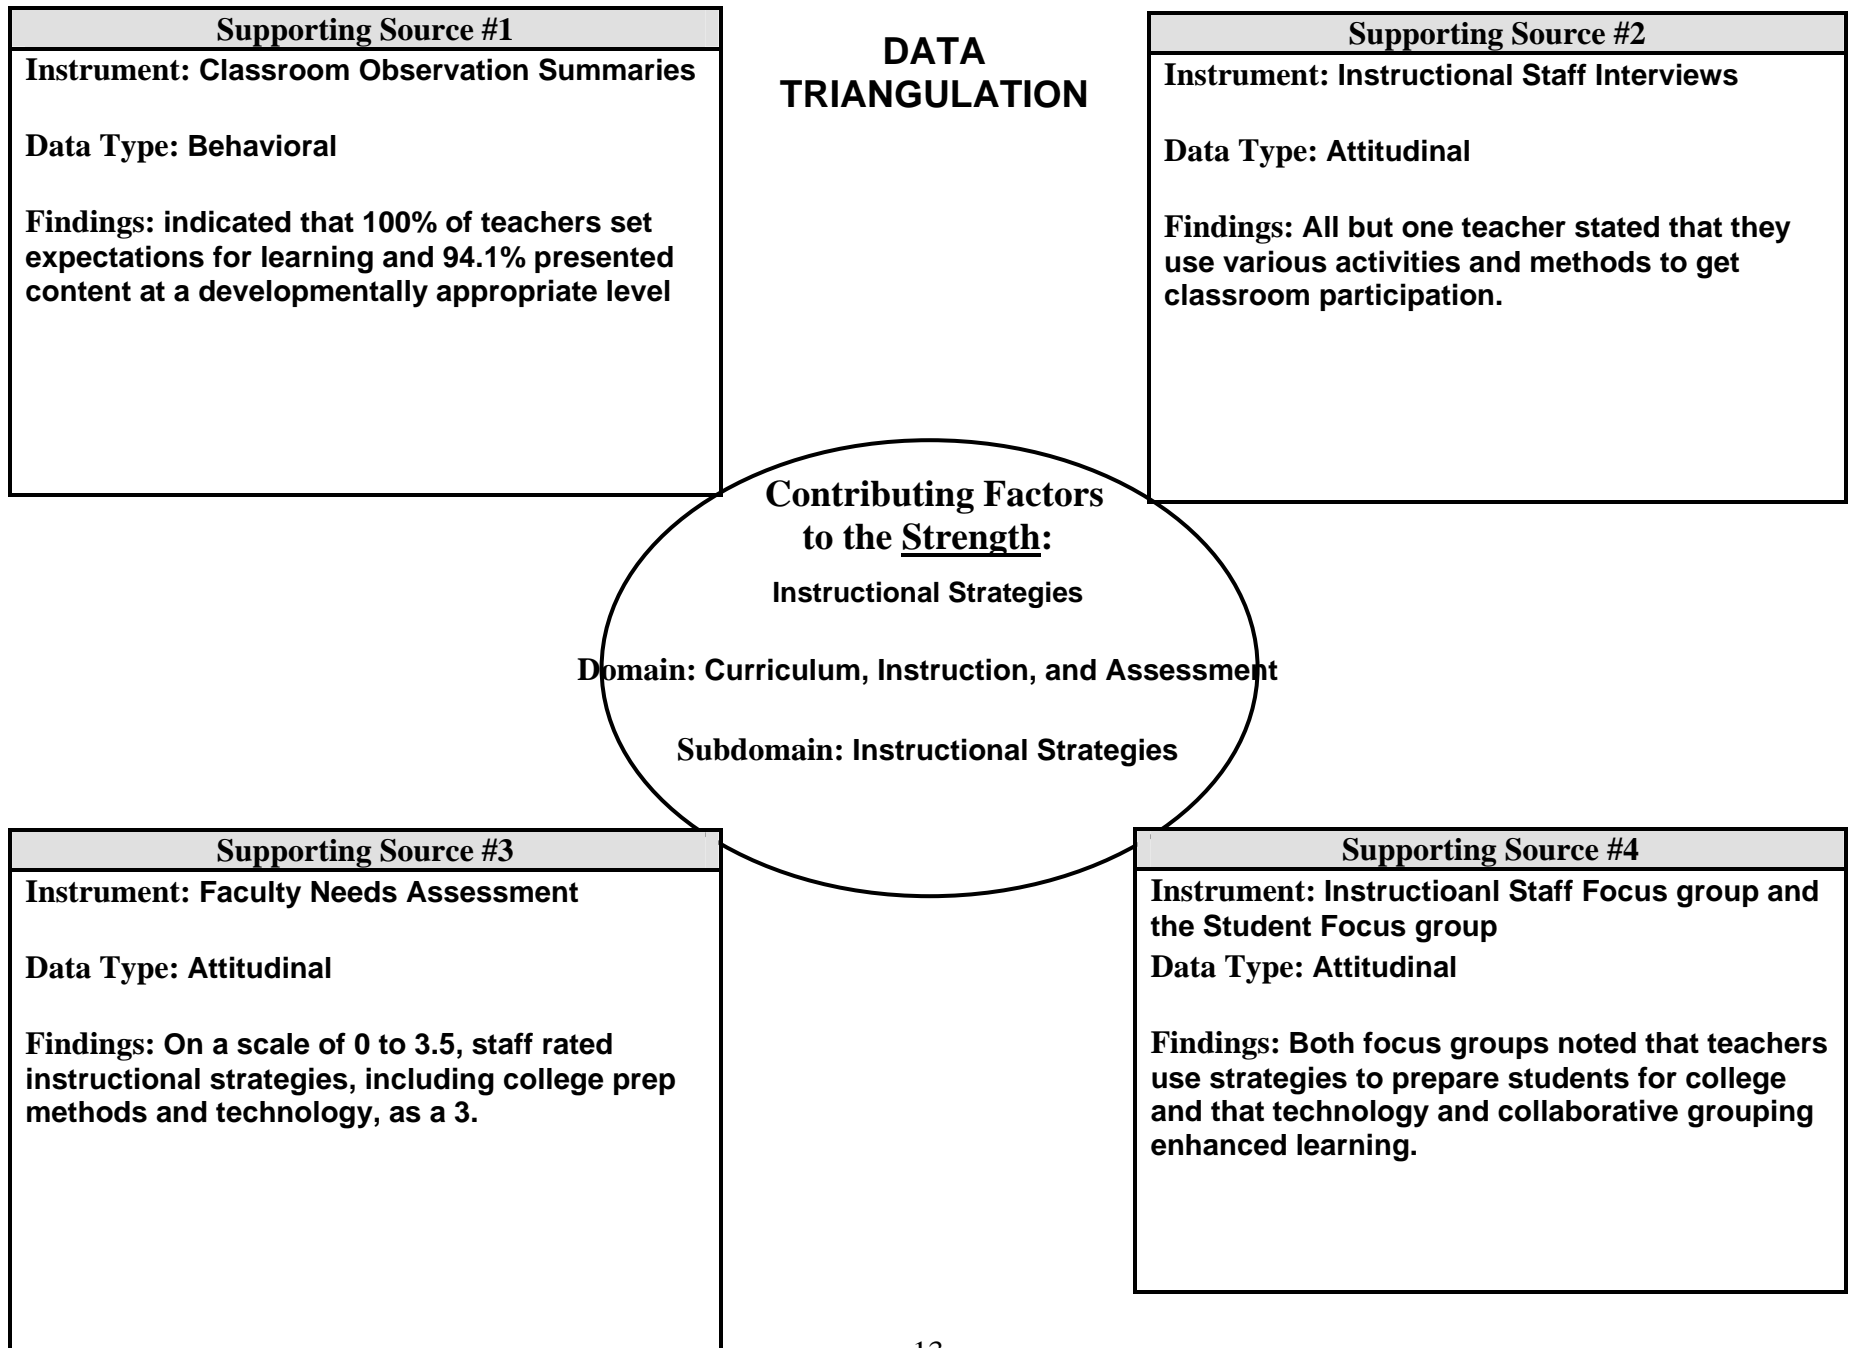 Supporting Source #1
Instrument: Classroom Observation Summaries
Data Type: Behavioral
Findings: indicated that 100% of teachers set
expectations for learning and 94.1% presented
content at a developmentally appropriate level
DATA
TRIANGULATION
Supporting Source #2
Instrument: Instructional Staff Interviews
Data Type: Attitudinal
Findings: All but one teacher stated that they
use various activities and methods to get
classroom participation.
Contributing Factors
to the Strength:
Instructional Strategies
Domain: Curriculum, Instruction, and Assessment
Subdomain: Instructional Strategies
Supporting Source #3
Instrument: Faculty Needs Assessment
Data Type: Attitudinal
Findings: On a scale of 0 to 3.5, staff rated
instructional strategies, including college prep
methods and technology, as a 3.
Supporting Source #4
Instrument: Instructioanl Staff Focus group and
the Student Focus group
Data Type: Attitudinal
Findings: Both focus groups noted that teachers
use strategies to prepare students for college
and that technology and collaborative grouping
enhanced learning.